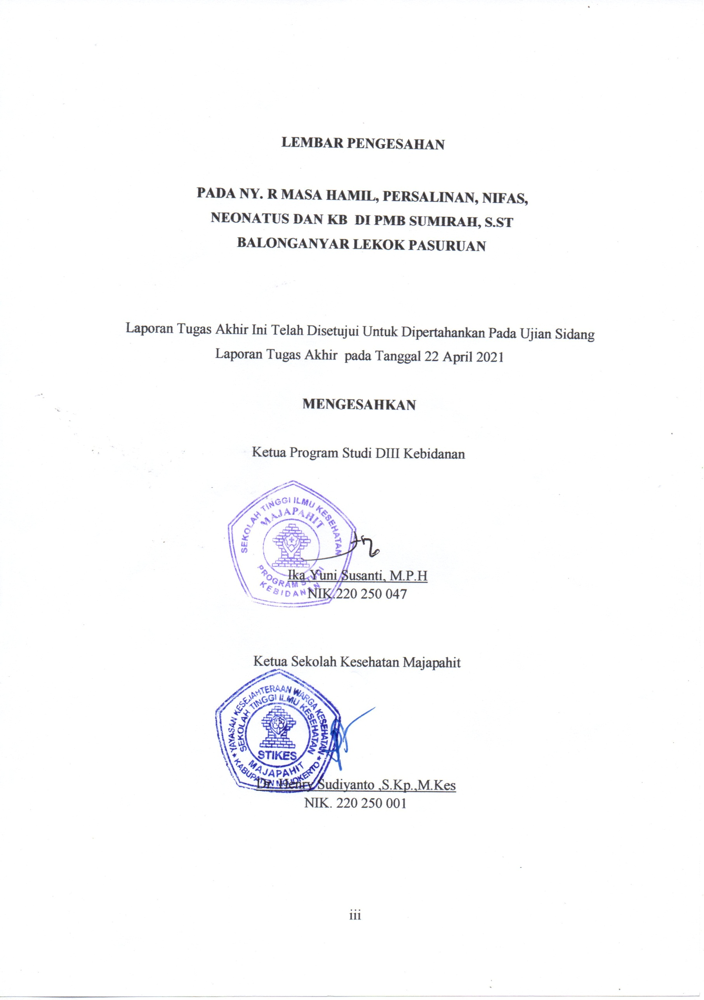 LEMBAR PENGESAHAN
PADA NY. R MASA HAMIL, PERSALINAN, NIFAS,
NEONATUS DAN KB DI PMB SUMIRAH, S.ST
BALONGANYAR LEKOK PASURUAN
Laporan Tugas Akhir Ini Telah Disetujui Untuk Dipertahankan Pada Ujian Sidang
Laporan Tugas Akhir pada Tanggal 22 April 2021
MENGESAHKAN
Ketua Program Studi DIII Kebidanan
SEKOLAH TINGGI ILMU KESEHATAN
MAJAPAHIT
PROGRAM STUDI
KEBIDANAN
Ika Yuni Susanti, M.P.H
NIK.220 250 047
Ketua Sekolah Kesehatan Majapahit
YAYASAN KESEJAHTERAAN WARGA KESEHATAN
SEKOLAH TINGGI ILMU KESEHATAN
STIKES
MAJAPAHIT
KABUPATEN MOJOKERTO
Dr Henry Sudiyanto ,S.Kp.,M.Kes
NIK. 220 250 001
iii